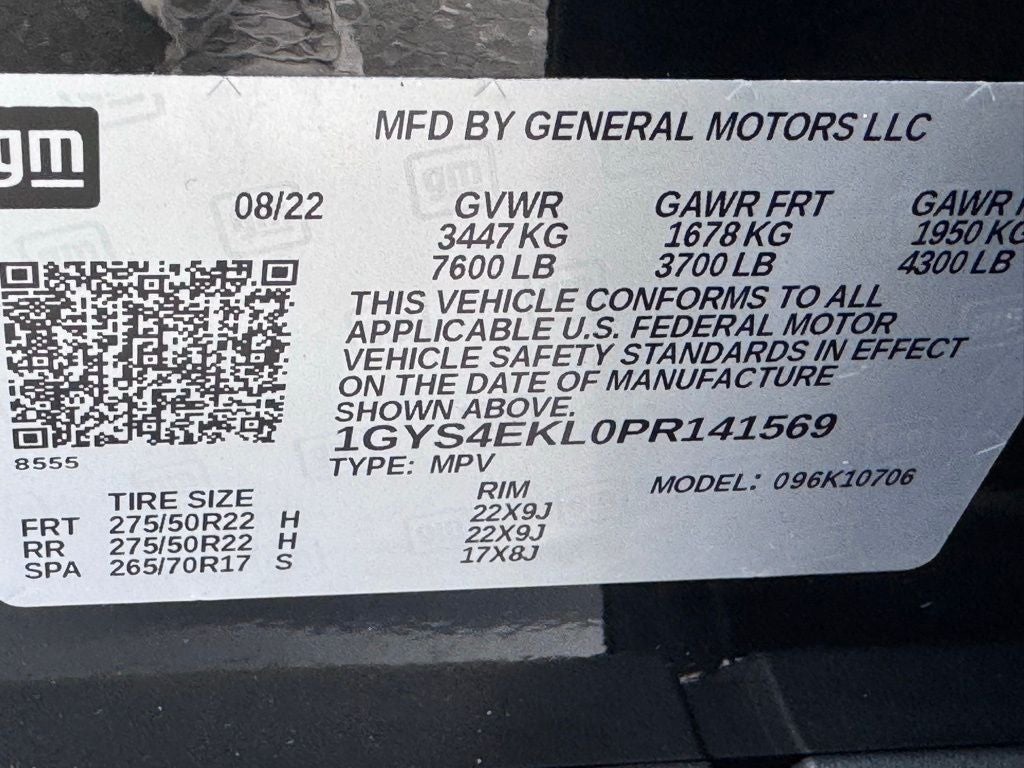 gm
MFD BY GENERAL MOTORS LLC
08/22 GVWR GAWR FRT GAWR
3447 KG 1678 KG 1950 KG
7600 LB 3700 LB 4300 LB
THIS VEHICLE CONFORMS TO ALL
APPLICABLE U.S. FEDERAL MOTOR
VEHICLE SAFETY STANDARDS IN EFFECT
ON THE DATE OF MANUFACTURE
SHOWN ABOVE.
1GYS4EKL0PR141569
8555
TYPE: MPV
MODEL: 096K10706
TIRE SIZE RIM
FRT 275/50R22 H 22X9J
RR 275/50R22 H 22X9J
SPA 265/70R17 S 17X8J